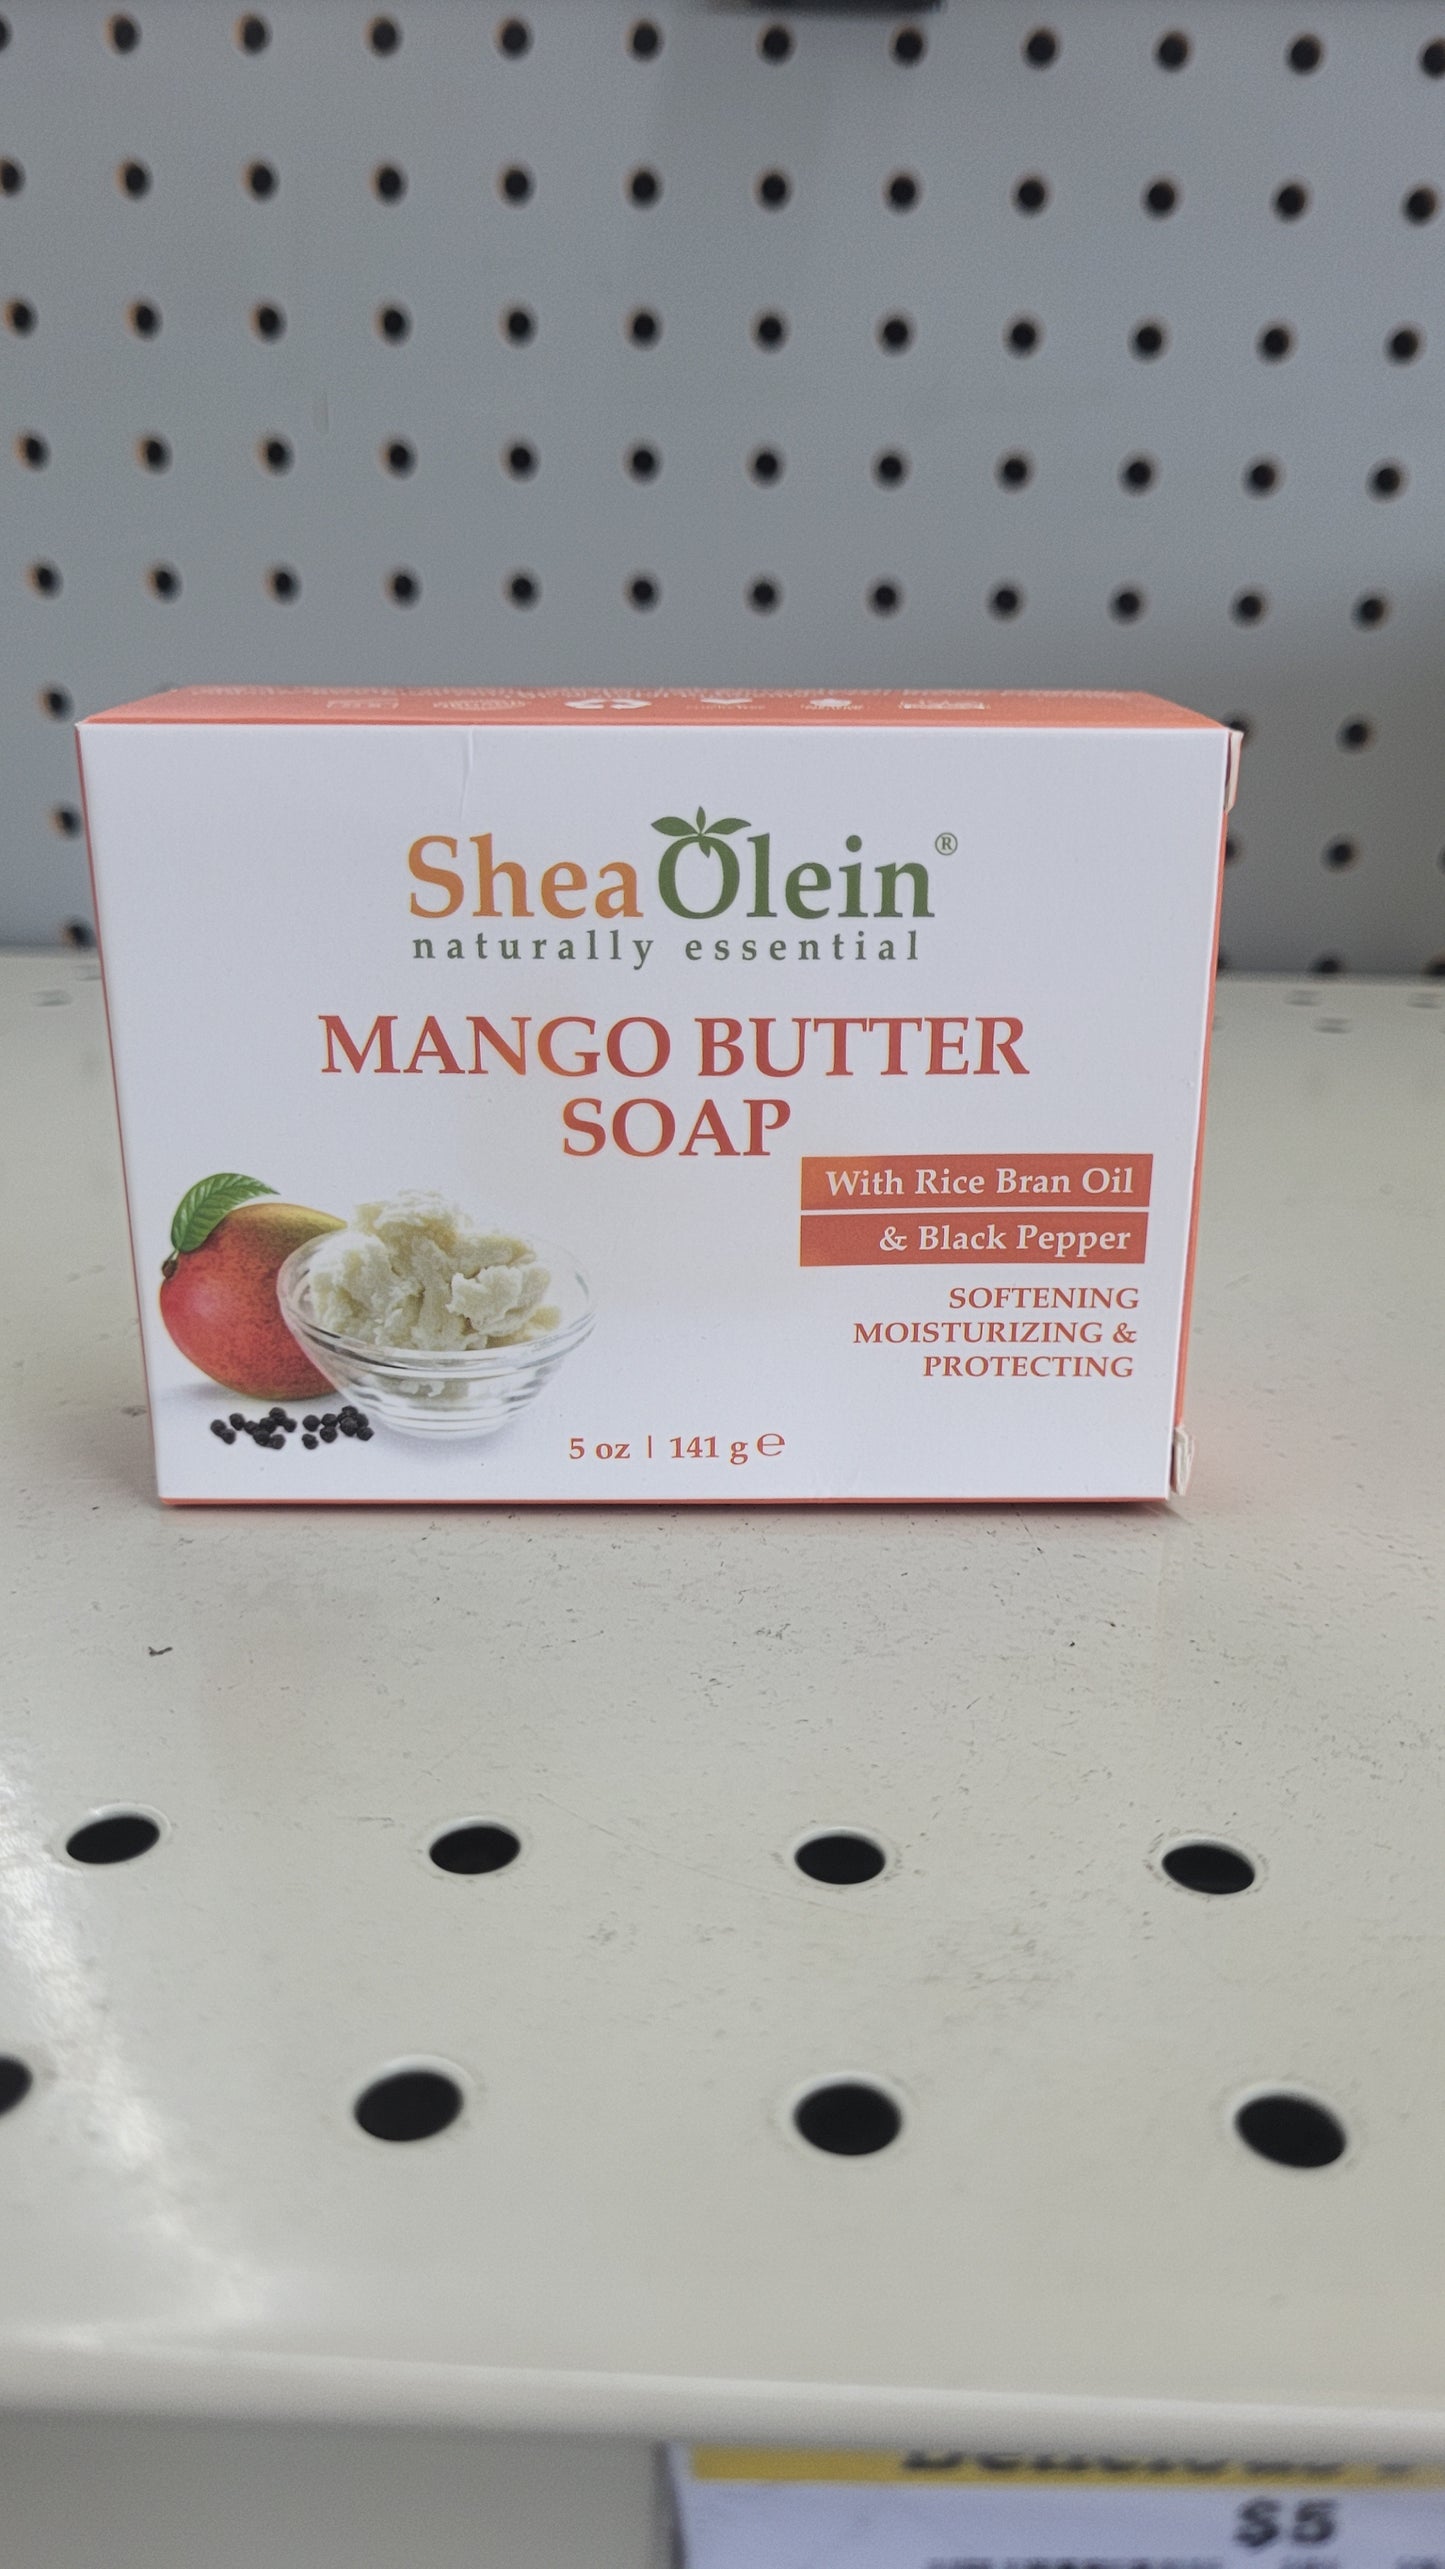 SheaOlein®
naturally essential
MANGO BUTTER
SOAP
With Rice Bran Oil
& Black Pepper
SOFTENING
MOISTURIZING &
PROTECTING
5 oz | 141 g ℮
$5